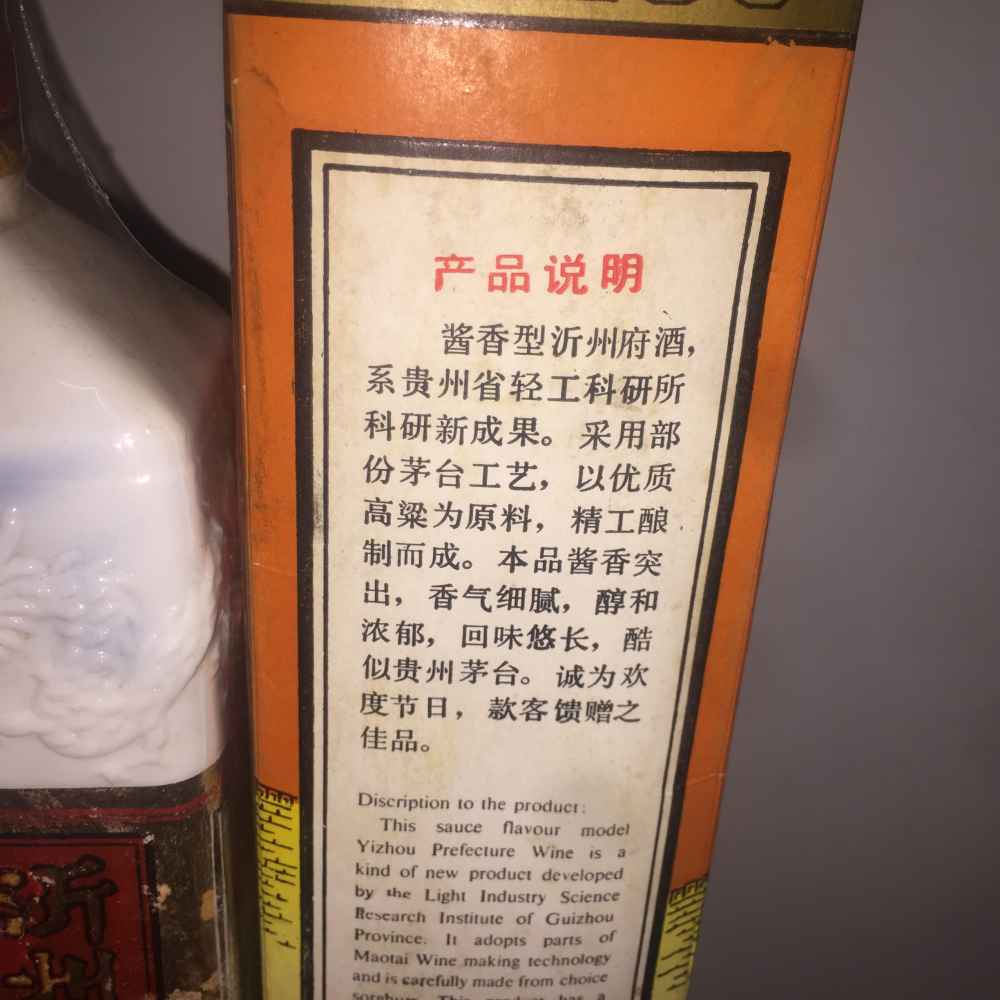 产品说明
酱香型沂州府酒，
系贵州省轻工科研所
科研新成果。采用部
份茅台工艺，以优质
高粱为原料，精工酿
制而成。本品酱香突
出，香气细腻，醇和
浓郁，回味悠长，酷
似贵州茅台。诚为欢
度节日，款客馈赠之
佳品。
Discription to the product:
This sauce flavour model
Yizhou Prefecture Wine is a
kind of new product developed
by the Light Industry Science
Research Institute of Guizhou
Province. It adopts parts of
Maotai Wine making technology
and is carefully made from choice
sorghum. This product has a
沂
州